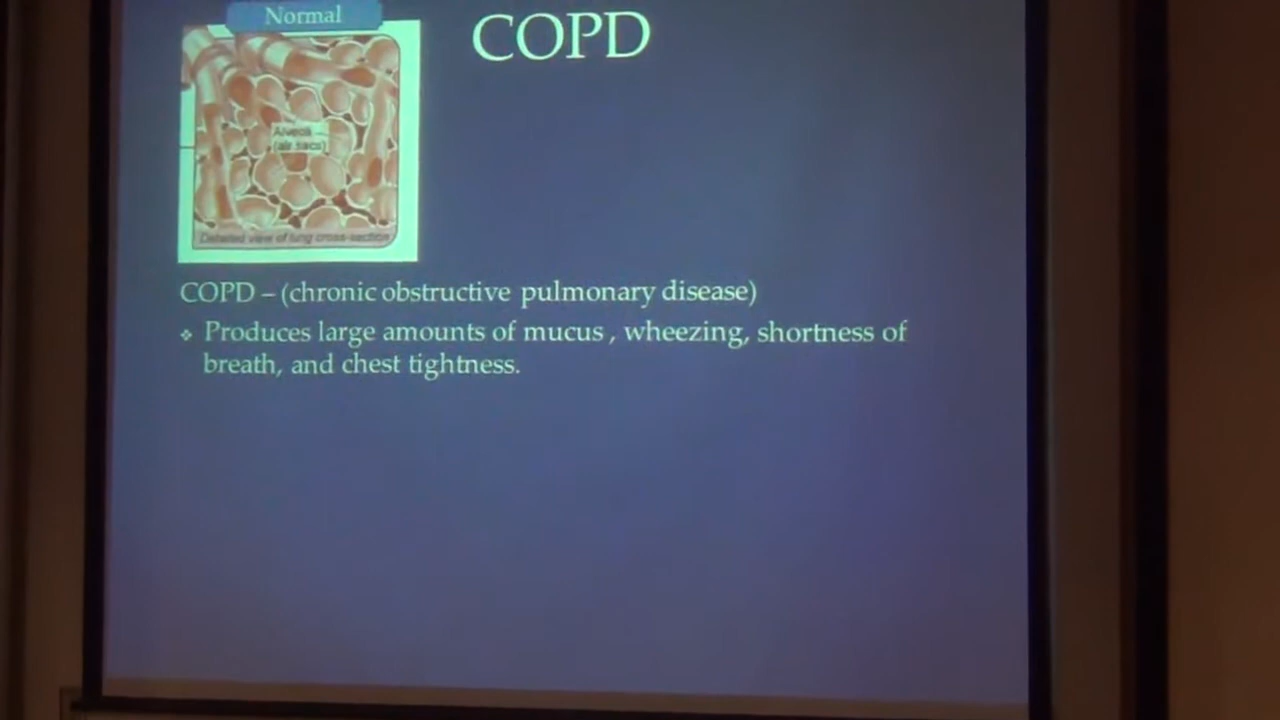 Normal
COPD
Alveoli
(air sacs)
Detailed view of lung cross-section
COPD – (chronic obstructive pulmonary disease)
❖ Produces large amounts of mucus , wheezing, shortness of
breath, and chest tightness.